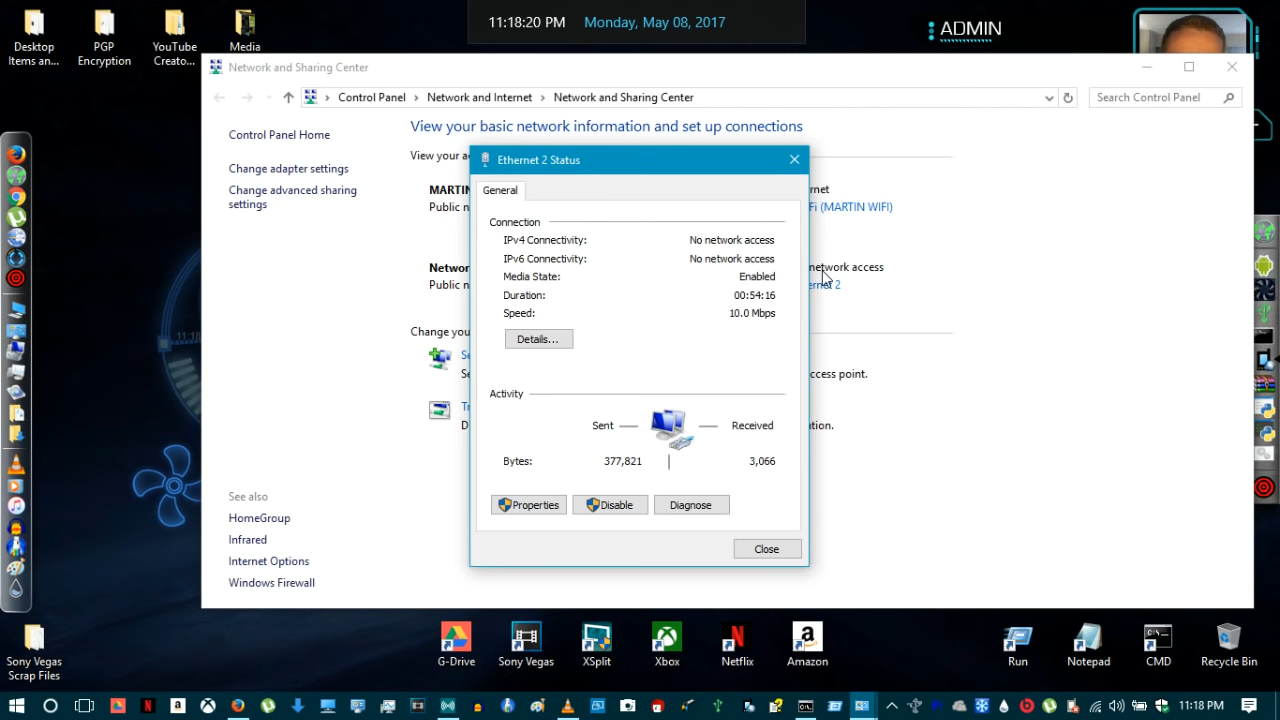 11:18:20 PM Monday, May 08, 2017
ADMIN
Desktop Items and...
PGP Encryption
YouTube Creato...
Media
Network and Sharing Center
Control Panel > Network and Internet > Network and Sharing Center
Search Control Panel
Control Panel Home
Change adapter settings
Change advanced sharing
settings
View your basic network information and set up connections
View your a
MARTIN
Public n
rnet
Fi (MARTIN WIFI)
Networ
Public n
network access
ernet 2
Change you
Se
Se
ccess point.
Tr
D
tion.
Ethernet 2 Status
General
Connection
IPv4 Connectivity: No network access
IPv6 Connectivity: No network access
Media State: Enabled
Duration: 00:54:16
Speed: 10.0 Mbps
Details...
Activity
Sent Received
Bytes: 377,821 3,066
Properties Disable Diagnose
Close
See also
HomeGroup
Infrared
Internet Options
Windows Firewall
11:17
Sony Vegas
Scrap Files
G-Drive
Sony Vegas
XSplit
Xbox
Netflix
Amazon
Run
Notepad
CMD
Recycle Bin
11:18 PM